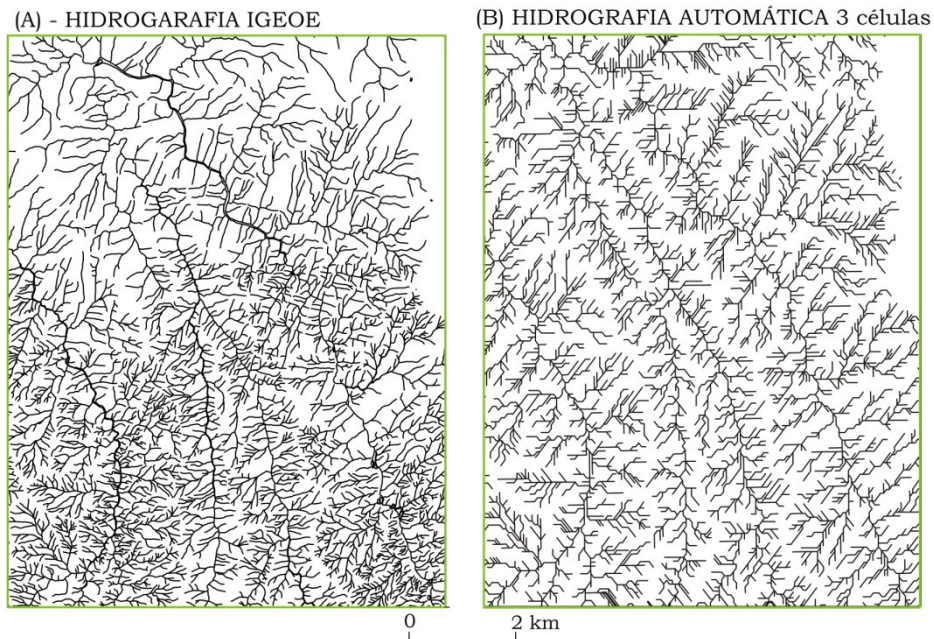 (A) - HIDROGARAFIA IGEOE
(B) HIDROGRAFIA AUTOMÁTICA 3 células
0 2 km